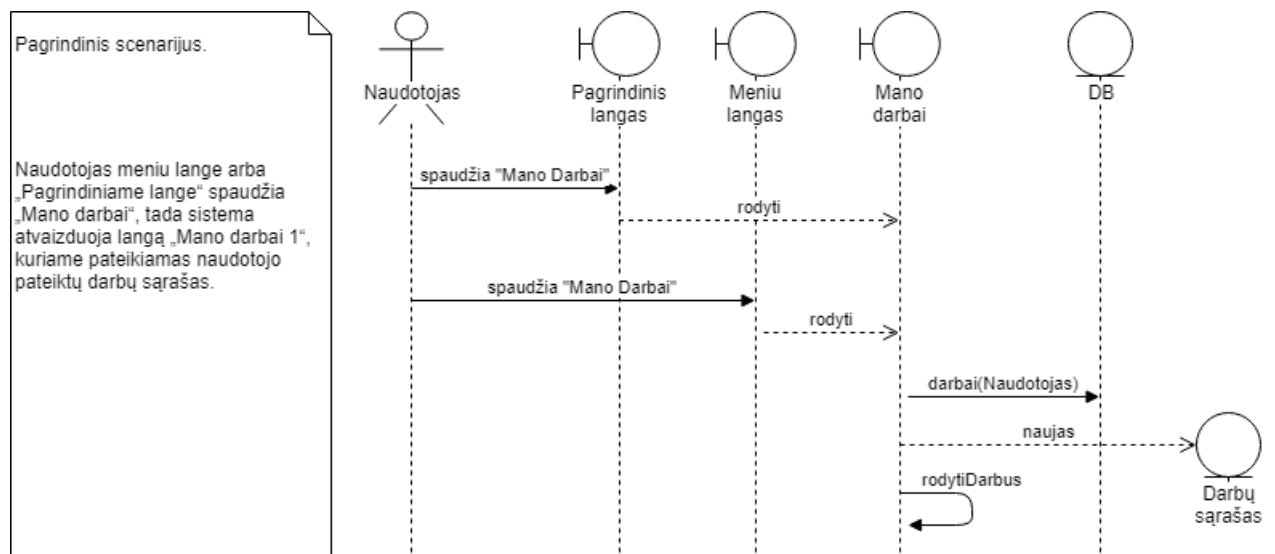 Pagrindinis scenarijus.
Naudotojas meniu lange arba
„Pagrindiniame lange“ spaudžia
„Mano darbai“, tada sistema
atvaizduoja langą „Mano darbai 1“,
kuriame pateikiamas naudotojo
pateiktų darbų sąrašas.
Naudotojas
Pagrindinis
langas
Meniu
langas
Mano
darbai
DB
spaudžia "Mano Darbai"
rodyti
spaudžia "Mano Darbai"
rodyti
darbai(Naudotojas)
naujas
rodytiDarbus
Darbų
sąrašas